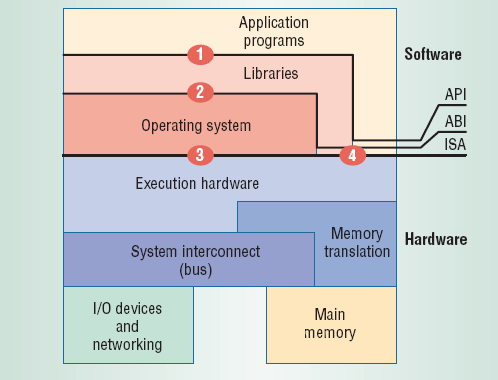 Application
programs
1
Software
Libraries
2
API
Operating system
ABI
ISA
3
4
Execution hardware
Memory
translation
Hardware
System interconnect
(bus)
I/O devices
and
networking
Main
memory